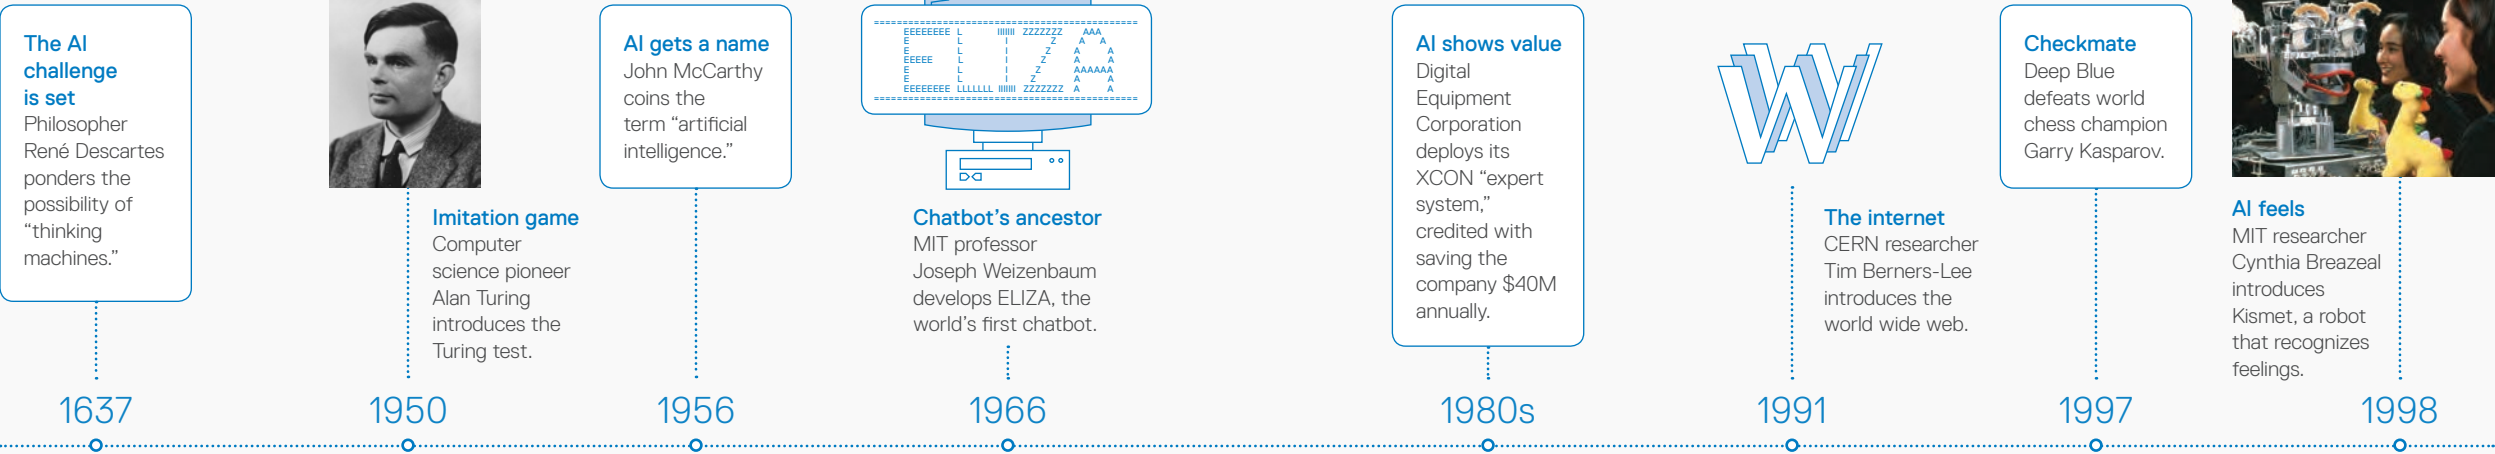 The AI
challenge
is set
Philosopher
René Descartes
ponders the
possibility of
“thinking
machines.”
1637
Imitation game
Computer
science pioneer
Alan Turing
introduces the
Turing test.
1950
AI gets a name
John McCarthy
coins the
term “artificial
intelligence.”
1956
ELIZA
Chatbot’s ancestor
MIT professor
Joseph Weizenbaum
develops ELIZA, the
world’s first chatbot.
1966
AI shows value
Digital
Equipment
Corporation
deploys its
XCON “expert
system,”
credited with
saving the
company $40M
annually.
1980s
WW
The internet
CERN researcher
Tim Berners-Lee
introduces the
world wide web.
1991
Checkmate
Deep Blue
defeats world
chess champion
Garry Kasparov.
1997
AI feels
MIT researcher
Cynthia Breazeal
introduces
Kismet, a robot
that recognizes
feelings.
1998